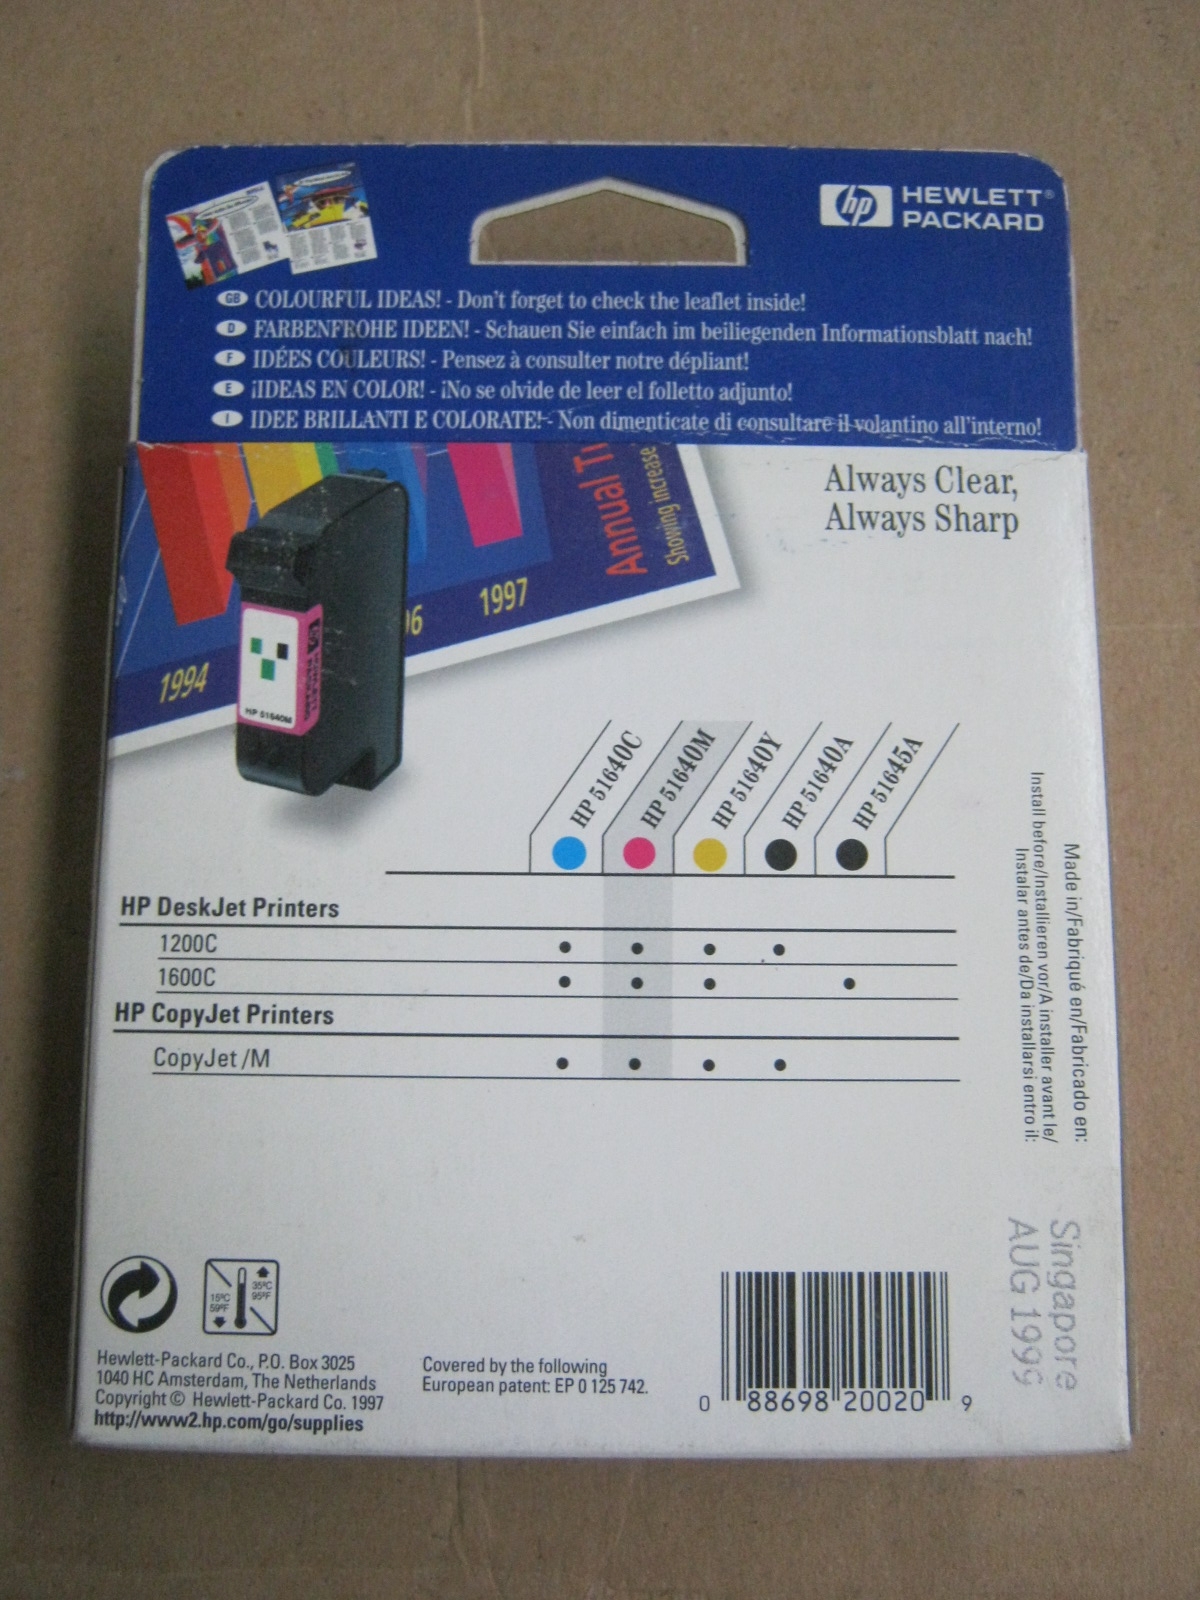 hp HEWLETT®
PACKARD
GB COLOURFUL IDEAS! - Don't forget to check the leaflet inside!
D FARBENFROHE IDEEN! - Schauen Sie einfach im beiliegenden Informationsblatt nach!
F IDÉES COULEURS! - Pensez à consulter notre dépliant!
E ¡IDEAS EN COLOR! - ¡No se olvide de leer el folletto adjunto!
I IDEE BRILLANTI E COLORATE! - Non dimenticate di consultare il volantino all'interno!
Always Clear,
Always Sharp
Annual
Showing increase
1994
1997
HP 51640M
HP 51640C
HP 51640M
HP 51640Y
HP 51640A
HP 51645A
HP DeskJet Printers
1200C
1600C
HP CopyJet Printers
CopyJet /M
Made in/Fabriqué en/Fabricado en:
Install before/Installieren vor/A installer avant le/
Instalar antes de/Da installarsi entro il:
Singapore
AUG 1999
15°C
59°F
35°C
95°F
Hewlett-Packard Co., P.O. Box 3025
1040 HC Amsterdam, The Netherlands
Copyright © Hewlett-Packard Co. 1997
http://www2.hp.com/go/supplies
Covered by the following
European patent: EP 0 125 742.
0 88698 20020 9